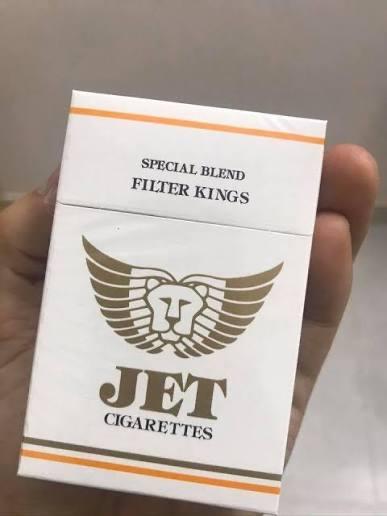 SPECIAL BLEND
FILTER KINGS
JET
CIGARETTES